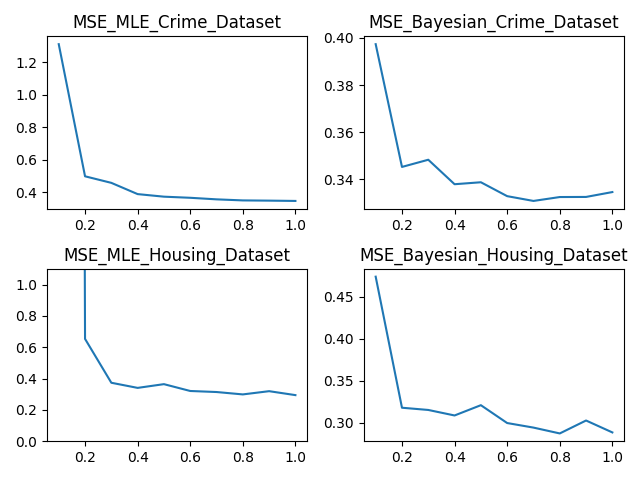 MSE_MLE_Crime_Dataset
1.2
1.0
0.8
0.6
0.4
0.2 0.4 0.6 0.8 1.0
MSE_Bayesian_Crime_Dataset
0.40
0.38
0.36
0.34
0.2 0.4 0.6 0.8 1.0
MSE_MLE_Housing_Dataset
1.0
0.8
0.6
0.4
0.2
0.0
0.2 0.4 0.6 0.8 1.0
MSE_Bayesian_Housing_Dataset
0.45
0.40
0.35
0.30
0.2 0.4 0.6 0.8 1.0